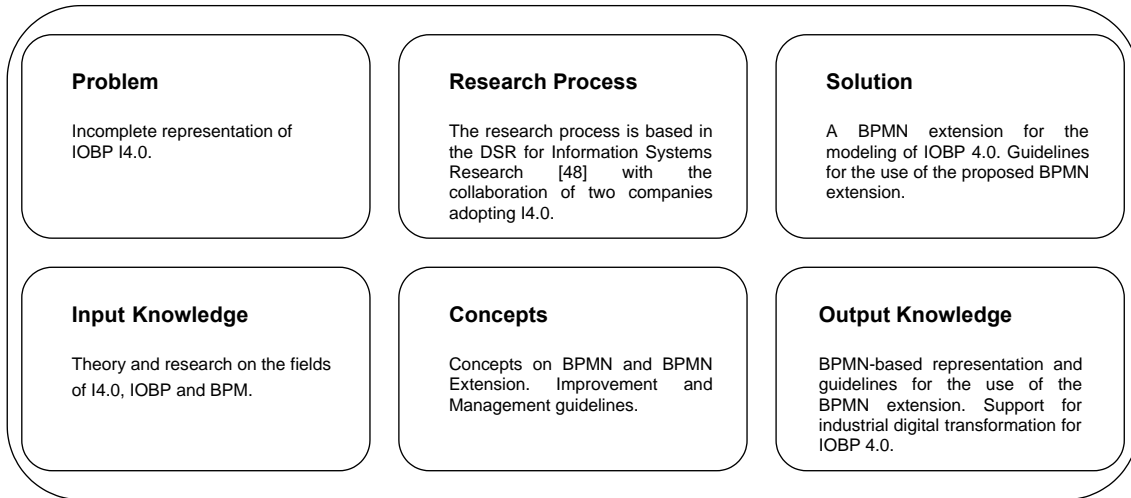 Problem
Incomplete representation of
IOBP I4.0.
Research Process
The research process is based in
the DSR for Information Systems
Research [48] with the
collaboration of two companies
adopting I4.0.
Solution
A BPMN extension for the
modeling of IOBP 4.0. Guidelines
for the use of the proposed BPMN
extension.
Input Knowledge
Theory and research on the fields
of I4.0, IOBP and BPM.
Concepts
Concepts on BPMN and BPMN
Extension. Improvement and
Management guidelines.
Output Knowledge
BPMN-based representation and
guidelines for the use of the
BPMN extension. Support for
industrial digital transformation for
IOBP 4.0.